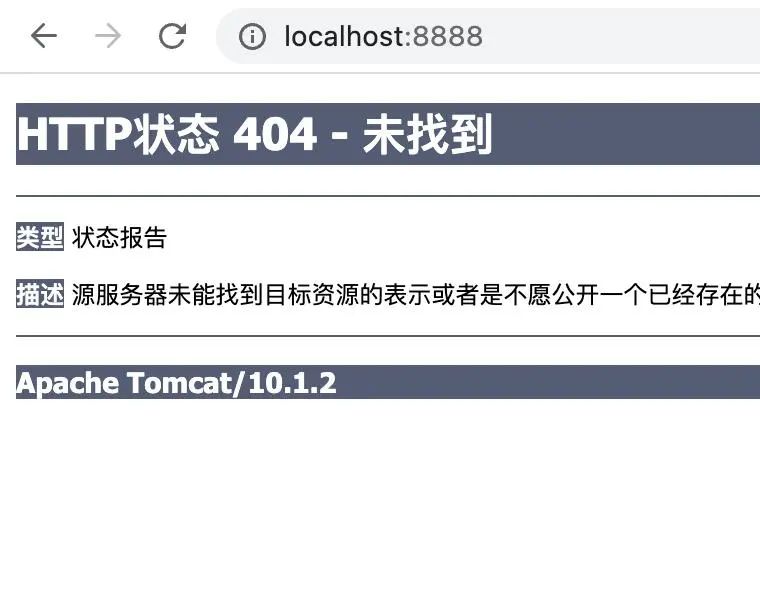 localhost:8888
HTTP状态 404 - 未找到
类型 状态报告
描述 源服务器未能找到目标资源的表示或者是不愿公开一个已经存在的
Apache Tomcat/10.1.2